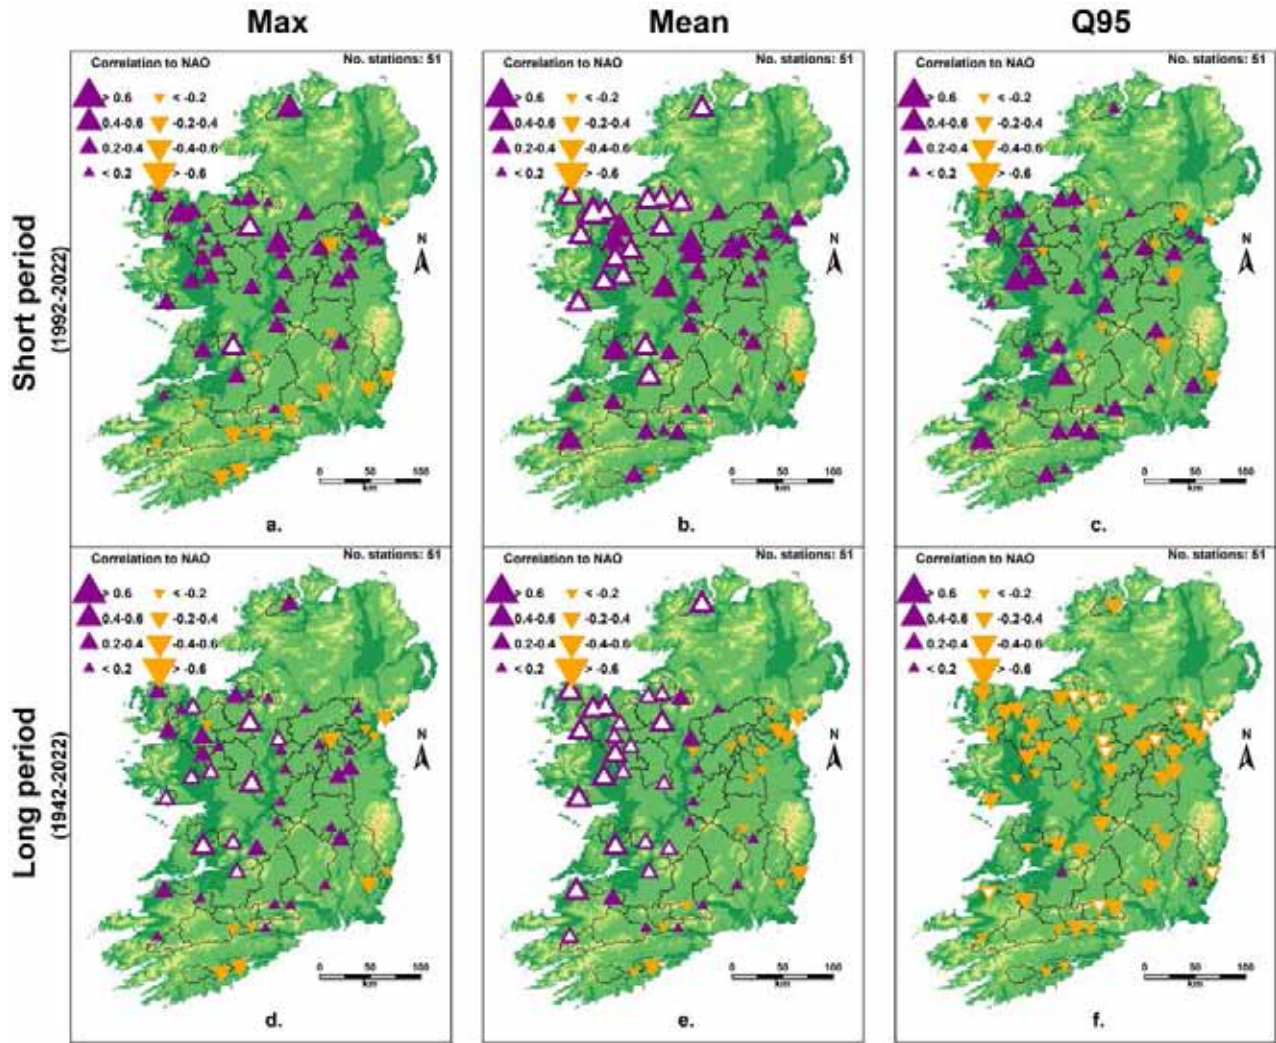 Max
Mean
Q95
Short period
(1992-2022)
Correlation to NAO
No. stations: 51
> 0.6
< -0.2
0.4-0.6
-0.2-0.4
0.2-0.4
-0.4-0.6
< 0.2
> -0.6
N
0 50 100
km
a.
Correlation to NAO
No. stations: 51
> 0.6
< -0.2
0.4-0.6
-0.2-0.4
0.2-0.4
-0.4-0.6
< 0.2
> -0.6
N
0 50 100
km
b.
Correlation to NAO
No. stations: 51
> 0.6
< -0.2
0.4-0.6
-0.2-0.4
0.2-0.4
-0.4-0.6
< 0.2
> -0.6
N
0 50 100
km
c.
Long period
(1942-2022)
Correlation to NAO
No. stations: 51
> 0.6
< -0.2
0.4-0.6
-0.2-0.4
0.2-0.4
-0.4-0.6
< 0.2
> -0.6
N
0 50 100
km
d.
Correlation to NAO
No. stations: 51
> 0.6
< -0.2
0.4-0.6
-0.2-0.4
0.2-0.4
-0.4-0.6
< 0.2
> -0.6
N
0 50 100
km
e.
Correlation to NAO
No. stations: 51
> 0.6
< -0.2
0.4-0.6
-0.2-0.4
0.2-0.4
-0.4-0.6
< 0.2
> -0.6
N
0 50 100
km
f.